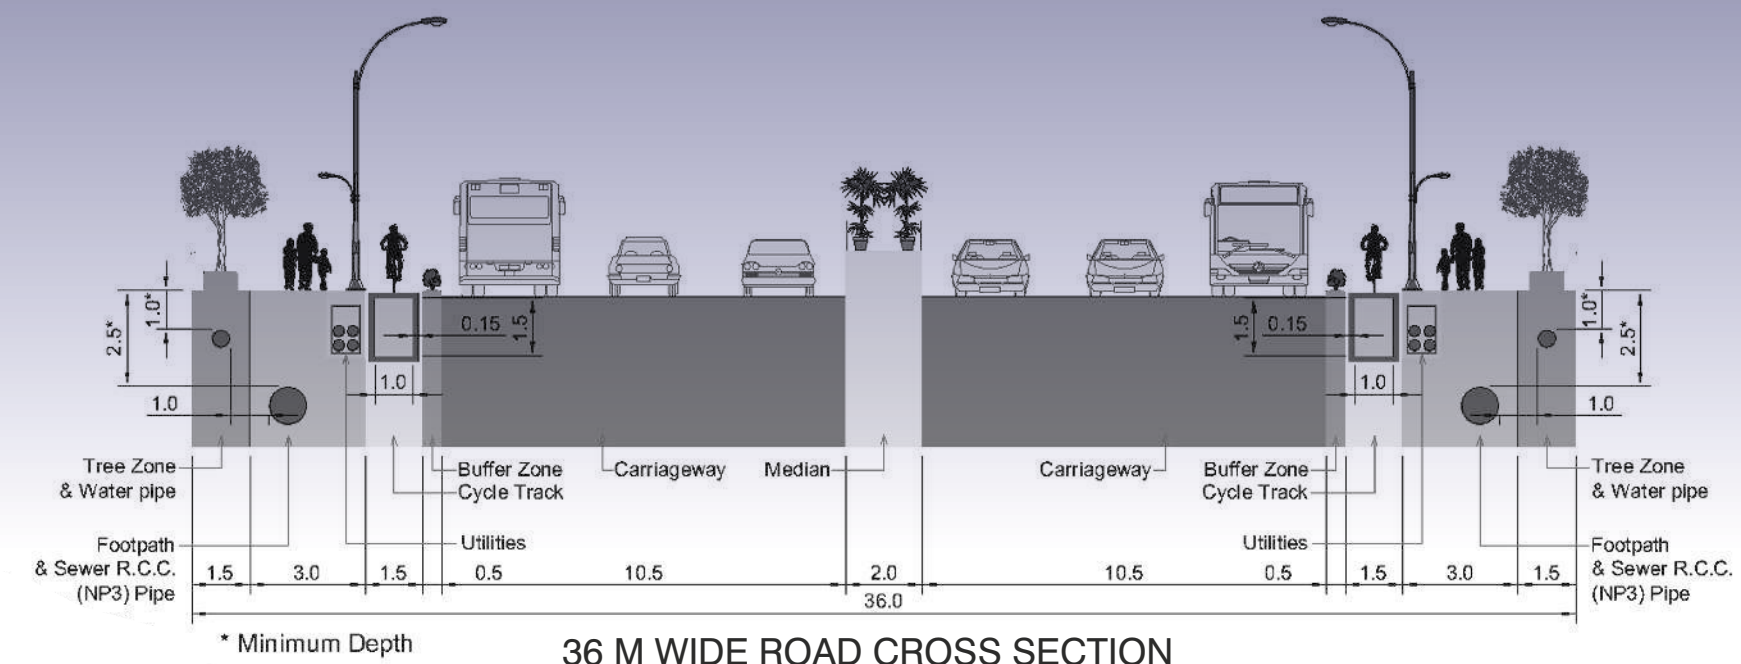 1.0*
2.5*
0.15
1.5
1.0
1.0
1.5
0.15
1.0
1.0*
2.5*
1.0
Tree Zone
& Water pipe
Buffer Zone
Cycle Track
Carriageway
Median
Carriageway
Buffer Zone
Cycle Track
Tree Zone
& Water pipe
Footpath
& Sewer R.C.C.
(NP3) Pipe
Utilities
Utilities
Footpath
& Sewer R.C.C.
(NP3) Pipe
1.5 3.0 1.5 0.5 10.5 2.0 10.5 0.5 1.5 3.0 1.5
36.0
* Minimum Depth
36 M WIDE ROAD CROSS SECTION